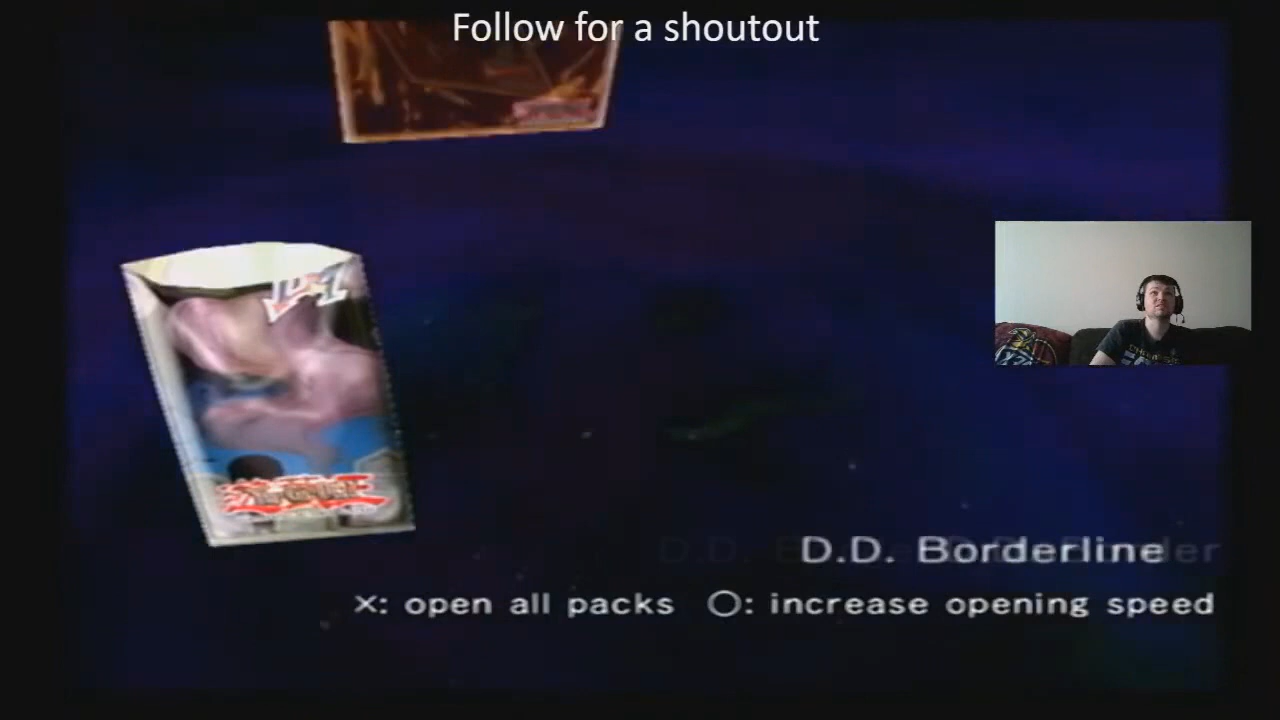 Follow for a shoutout
D.D. Borderline
×: open all packs ○: increase opening speed